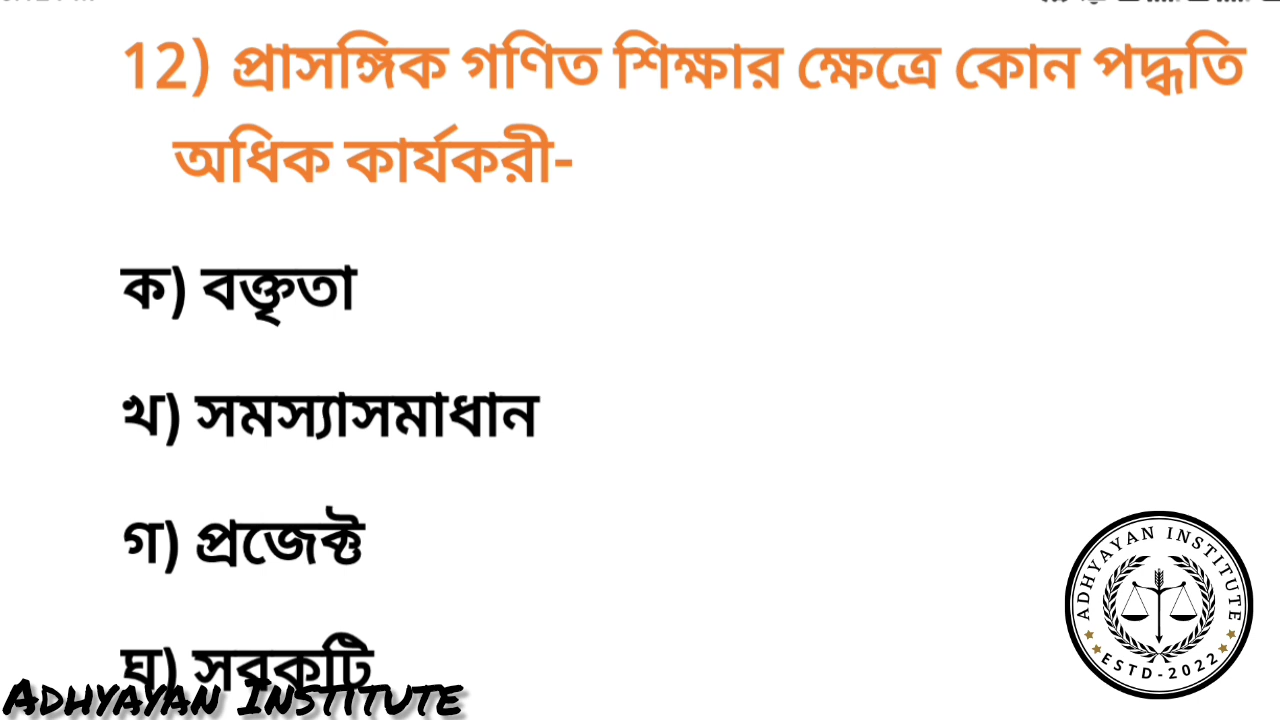 12) প্রাসঙ্গিক গণিত শিক্ষার ক্ষেত্রে কোন পদ্ধতি
অধিক কার্যকরী-
ক) বক্তৃতা
খ) সমস্যাসমাধান
গ) প্রজেক্ট
ঘ) সবকটি
ADHYAYAN INSTITUTE
ADHYAYAN INSTITUTE
ESTD-2022